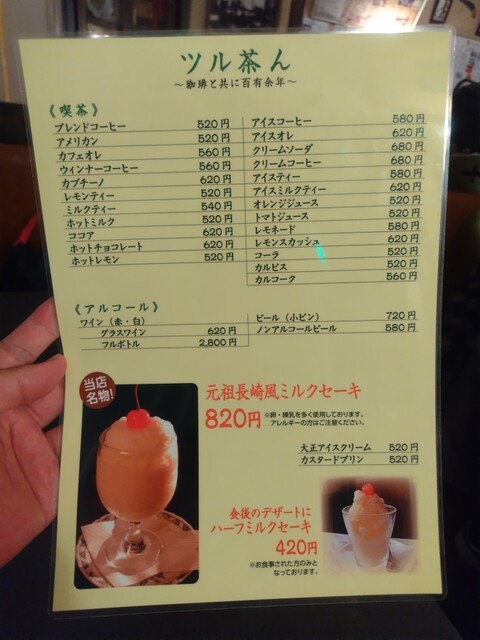 ツル茶ん
～珈琲と共に百有余年～
《喫茶》
ブレンドコーヒー 520円
アメリカン 520円
カフェオレ 560円
ウィンナーコーヒー 560円
カプチーノ 620円
レモンティー 520円
ミルクティー 540円
ホットミルク 520円
ココア 620円
ホットチョコレート 620円
ホットレモン 520円
アイスコーヒー 580円
アイスオレ 620円
クリームソーダ 680円
クリームコーヒー 680円
アイスティー 580円
アイスミルクティー 620円
オレンジジュース 520円
トマトジュース 520円
レモネード 580円
レモンスカッシュ 620円
コーラ 520円
カルピス 520円
カルコーク 560円
《アルコール》
ワイン（赤・白）
グラスワイン 620円
フルボトル 2,800円
ビール（小ビン） 720円
ノンアルコールビール 580円
当店
名物!
元祖長崎風ミルクセーキ
820円
※卵・練乳を多く使用しております。
アレルギーの方はご注意ください。
大正アイスクリーム 520円
カスタードプリン 520円
食後のデザートに
ハーフミルクセーキ
420円
※お食事された方のみと
なっております。